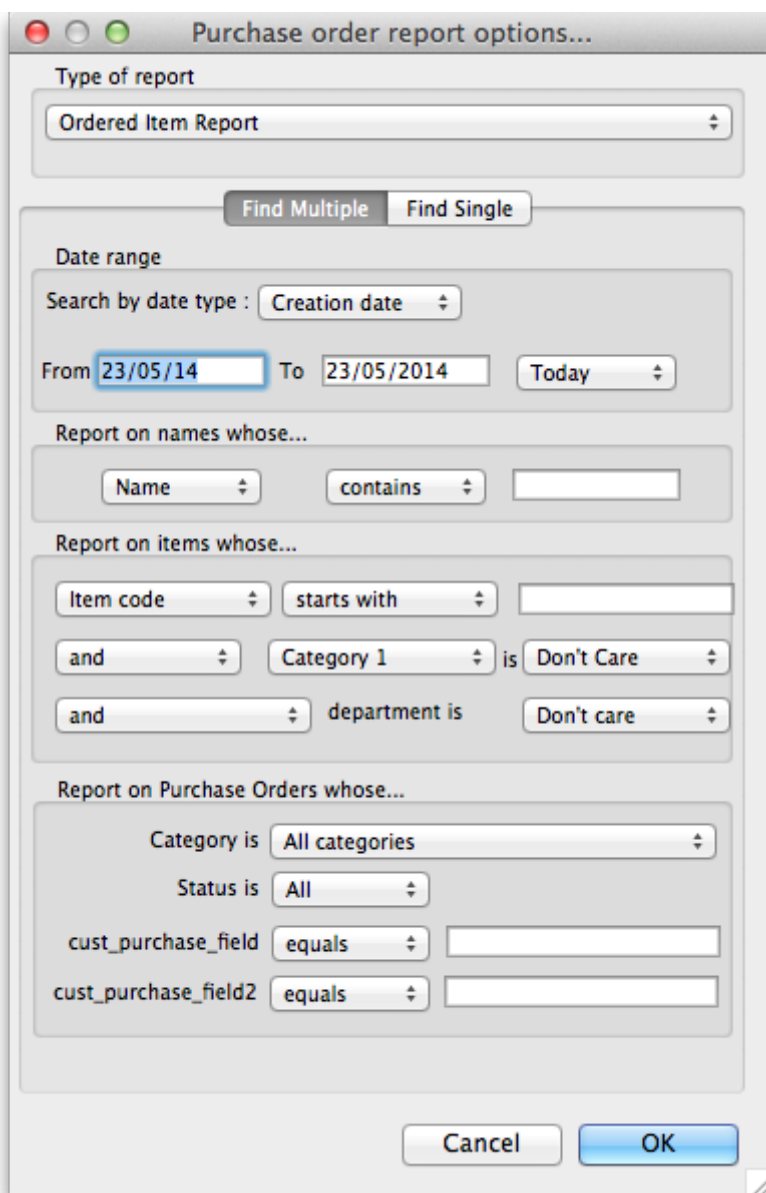 Purchase order report options...
Type of report
Ordered Item Report
Find Multiple Find Single
Date range
Search by date type : Creation date
From 23/05/14 To 23/05/2014 Today
Report on names whose...
Name contains
Report on items whose...
Item code starts with
and Category 1 is Don't Care
and department is Don't care
Report on Purchase Orders whose...
Category is All categories
Status is All
cust_purchase_field equals
cust_purchase_field2 equals
Cancel OK